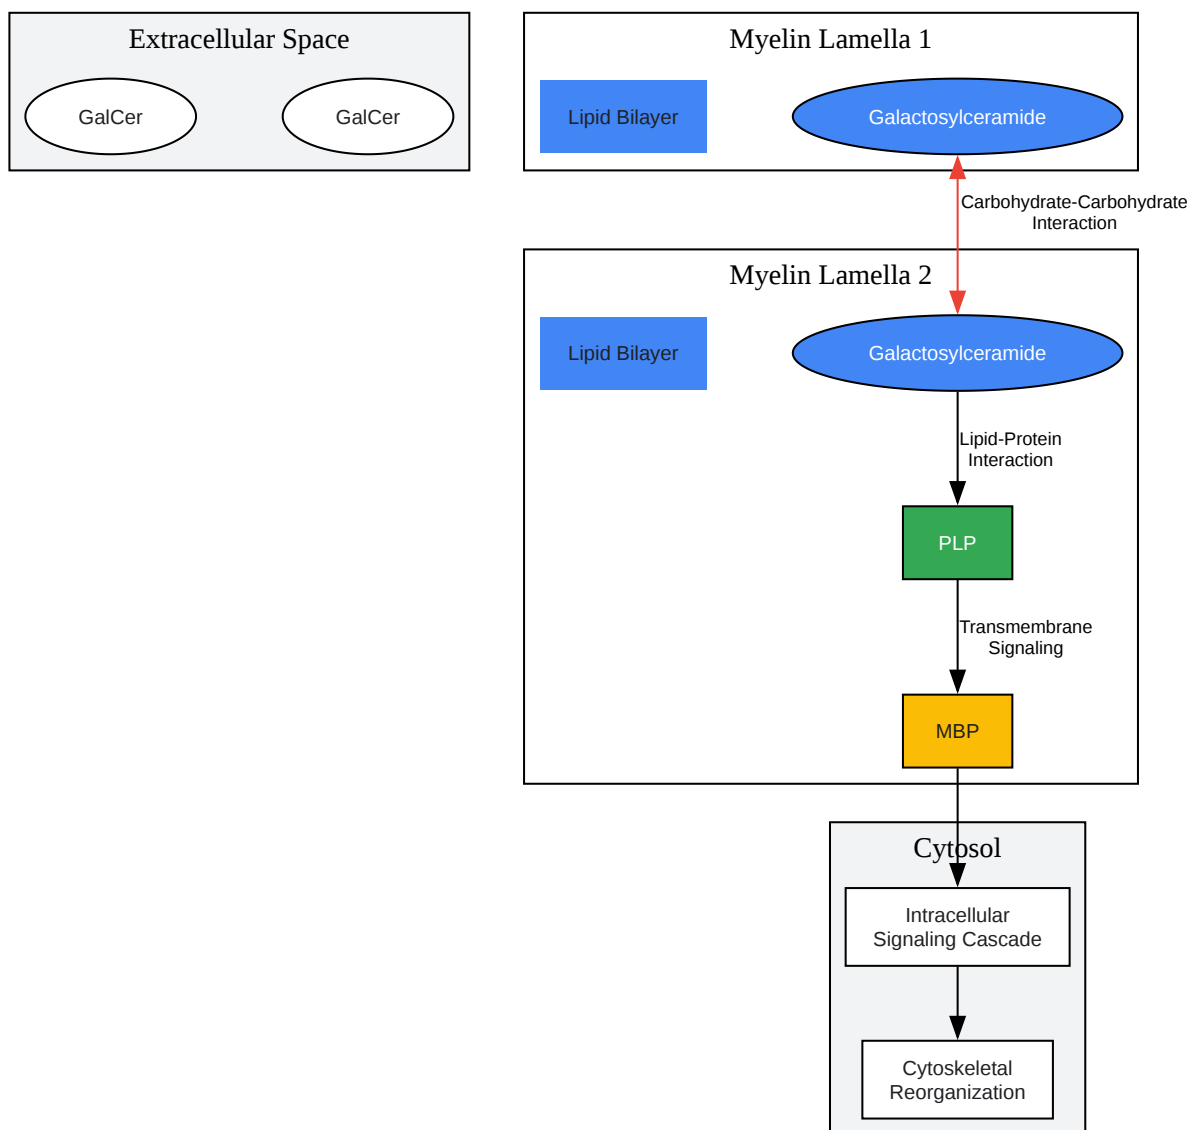 Extracellular Space
GalCer
GalCer
Myelin Lamella 1
Lipid Bilayer
Galactosylceramide
Carbohydrate-Carbohydrate
Interaction
Myelin Lamella 2
Lipid Bilayer
Galactosylceramide
Lipid-Protein
Interaction
PLP
Transmembrane
Signaling
MBP
Cytosol
Intracellular
Signaling Cascade
Cytoskeletal
Reorganization